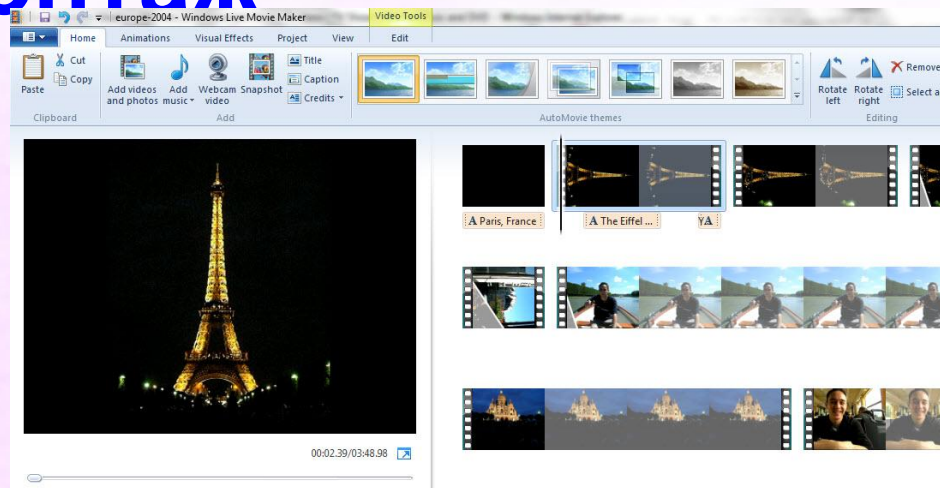 europe-2004 - Windows Live Movie Maker
Video Tools
Home Animations Visual Effects Project View Edit
Cut
Copy
Paste
Add videos and photos
Add music
Webcam video
Snapshot
Title
Caption
Credits
Rotate left
Rotate right
Remove
Clipboard
Add
AutoMovie themes
Editing
A Paris, France
A The Eiffel ...
00:02.39/03:48.98